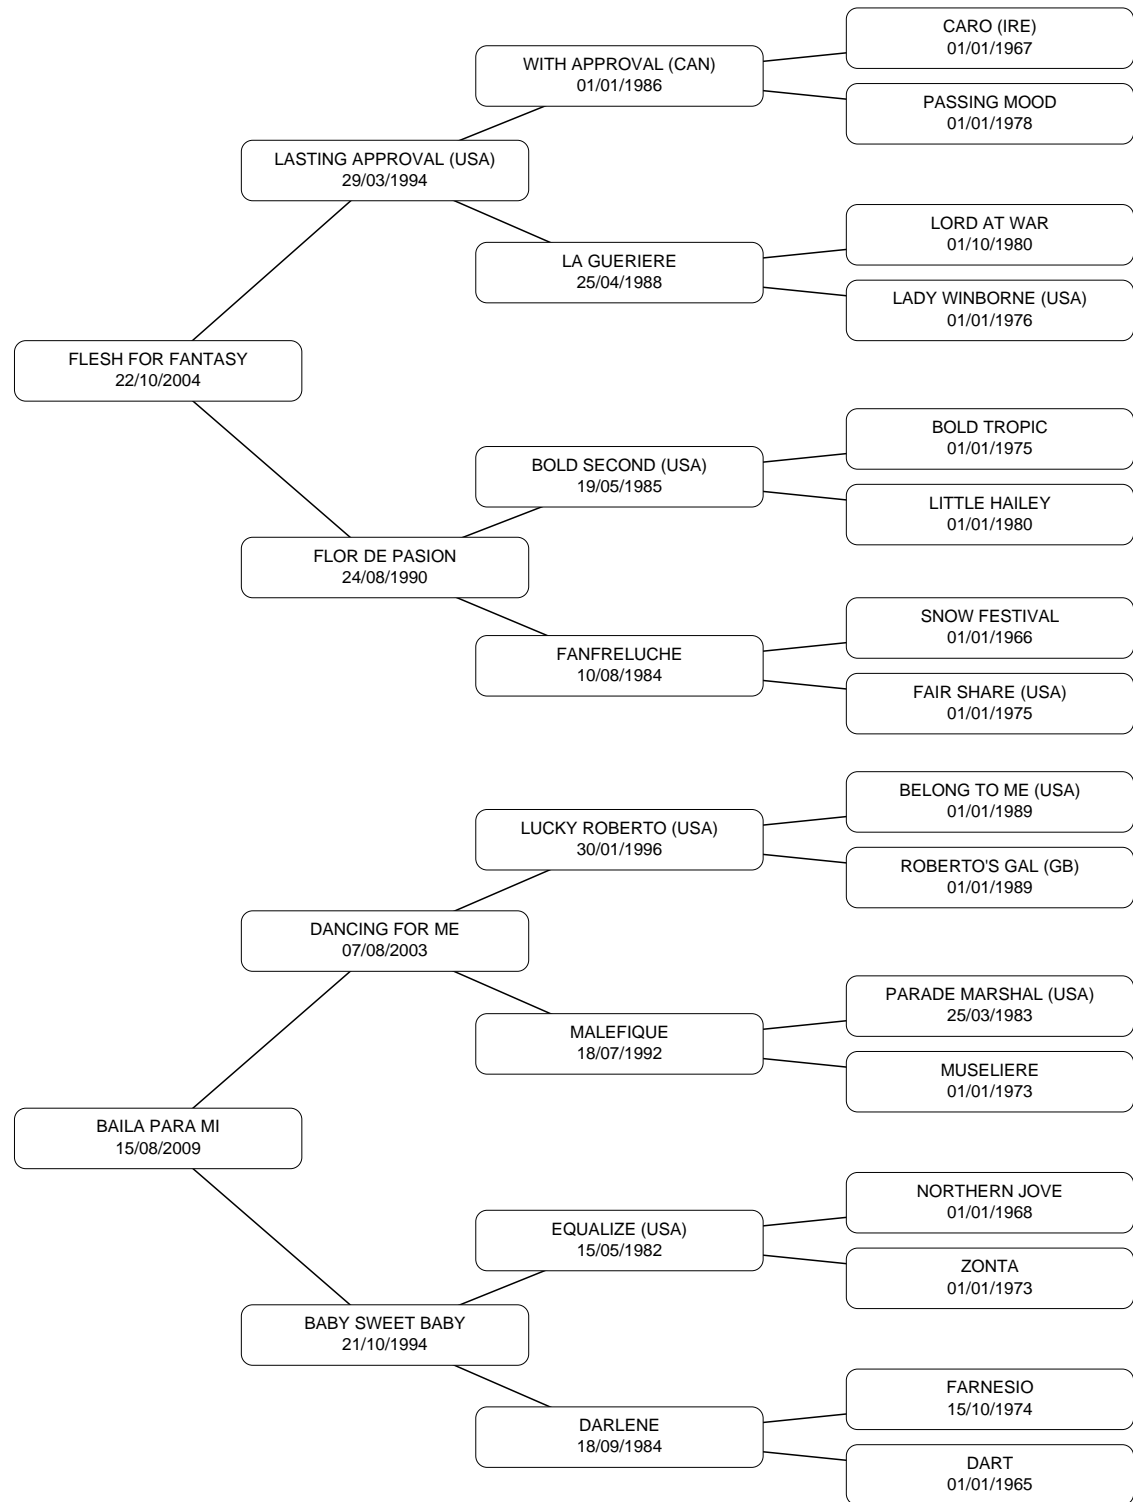 CARO (IRE)
01/01/1967
WITH APPROVAL (CAN)
01/01/1986
PASSING MOOD
01/01/1978
LASTING APPROVAL (USA)
29/03/1994
LORD AT WAR
01/10/1980
LA GUERIERE
25/04/1988
LADY WINBORNE (USA)
01/01/1976
FLESH FOR FANTASY
22/10/2004
BOLD TROPIC
01/01/1975
BOLD SECOND (USA)
19/05/1985
LITTLE HAILEY
01/01/1980
FLOR DE PASION
24/08/1990
SNOW FESTIVAL
01/01/1966
FANFRELUCHE
10/08/1984
FAIR SHARE (USA)
01/01/1975
BELONG TO ME (USA)
01/01/1989
LUCKY ROBERTO (USA)
30/01/1996
ROBERTO'S GAL (GB)
01/01/1989
DANCING FOR ME
07/08/2003
PARADE MARSHAL (USA)
25/03/1983
MALEFIQUE
18/07/1992
MUSELIERE
01/01/1973
BAILA PARA MI
15/08/2009
NORTHERN JOVE
01/01/1968
EQUALIZE (USA)
15/05/1982
ZONTA
01/01/1973
BABY SWEET BABY
21/10/1994
FARNESIO
15/10/1974
DARLENE
18/09/1984
DART
01/01/1965